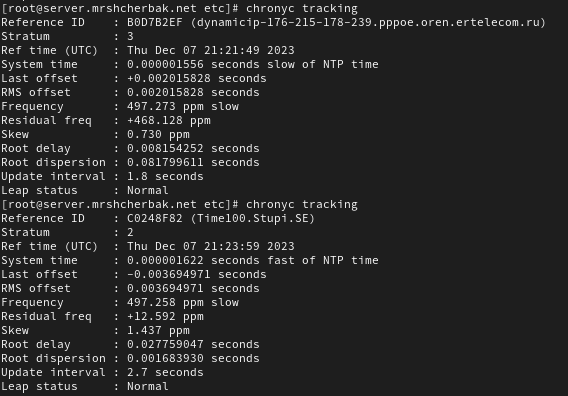 [root@server.mrshcherbak.net etc]# chronyc tracking
Reference ID    : B0D7B2EF (dynamicip-176-215-178-239.pppoe.oren.ertelecom.ru)
Stratum         : 3
Ref time (UTC)  : Thu Dec 07 21:21:49 2023
System time     : 0.000001556 seconds slow of NTP time
Last offset     : +0.002015828 seconds
RMS offset      : 0.002015828 seconds
Frequency       : 497.273 ppm slow
Residual freq   : +468.128 ppm
Skew            : 0.730 ppm
Root delay      : 0.008154252 seconds
Root dispersion : 0.081799611 seconds
Update interval : 1.8 seconds
Leap status     : Normal
[root@server.mrshcherbak.net etc]# chronyc tracking
Reference ID    : C0248F82 (Time100.Stupi.SE)
Stratum         : 2
Ref time (UTC)  : Thu Dec 07 21:23:59 2023
System time     : 0.000001622 seconds fast of NTP time
Last offset     : -0.003694971 seconds
RMS offset      : 0.003694971 seconds
Frequency       : 497.258 ppm slow
Residual freq   : +12.592 ppm
Skew            : 1.437 ppm
Root delay      : 0.027759047 seconds
Root dispersion : 0.001683930 seconds
Update interval : 2.7 seconds
Leap status     : Normal